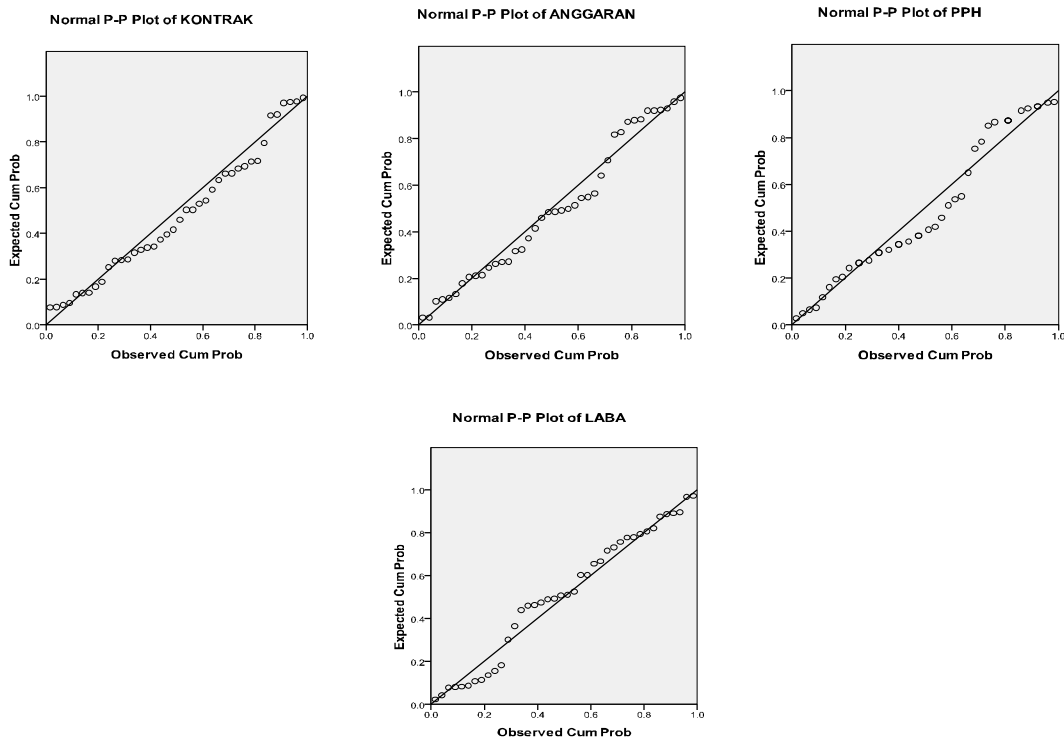 Normal P-P Plot of KONTRAK
Expected Cum Prob
1.0
0.8
0.6
0.4
0.2
0.0
0.0 0.2 0.4 0.6 0.8 1.0
Observed Cum Prob
Normal P-P Plot of ANGGARAN
Expected Cum Prob
1.0
0.8
0.6
0.4
0.2
0.0
0.0 0.2 0.4 0.6 0.8 1.0
Observed Cum Prob
Normal P-P Plot of PPH
Expected Cum Prob
1.0
0.8
0.6
0.4
0.2
0.0
0.0 0.2 0.4 0.6 0.8 1.0
Observed Cum Prob
Normal P-P Plot of LABA
Expected Cum Prob
1.0
0.8
0.6
0.4
0.2
0.0
0.0 0.2 0.4 0.6 0.8 1.0
Observed Cum Prob